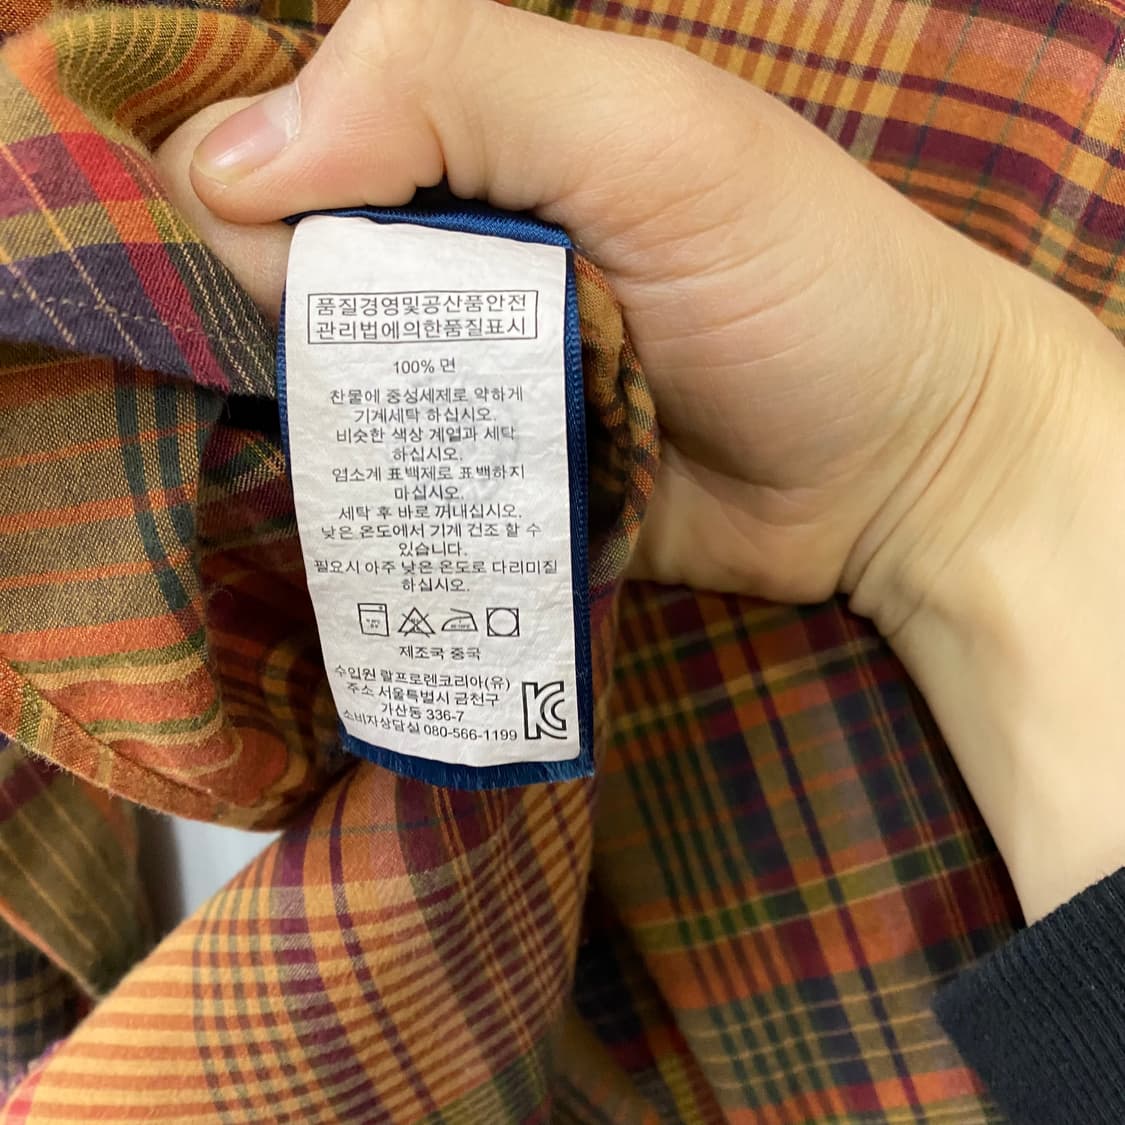 품질경영및공산품안전
관리법에의한품질표시
100% 면
찬물에 중성세제로 약하게
기계세탁 하십시오.
비슷한 색상 계열과 세탁
하십시오.
염소계 표백제로 표백하지
마십시오.
세탁 후 바로 꺼내십시오.
낮은 온도에서 기계 건조 할 수
있습니다.
필요시 아주 낮은 온도로 다리미질
하십시오.
제조국 중국
수입원 랄프로렌코리아(유)
주소 서울특별시 금천구
가산동 336-7
소비자상담실 080-566-1199
KC